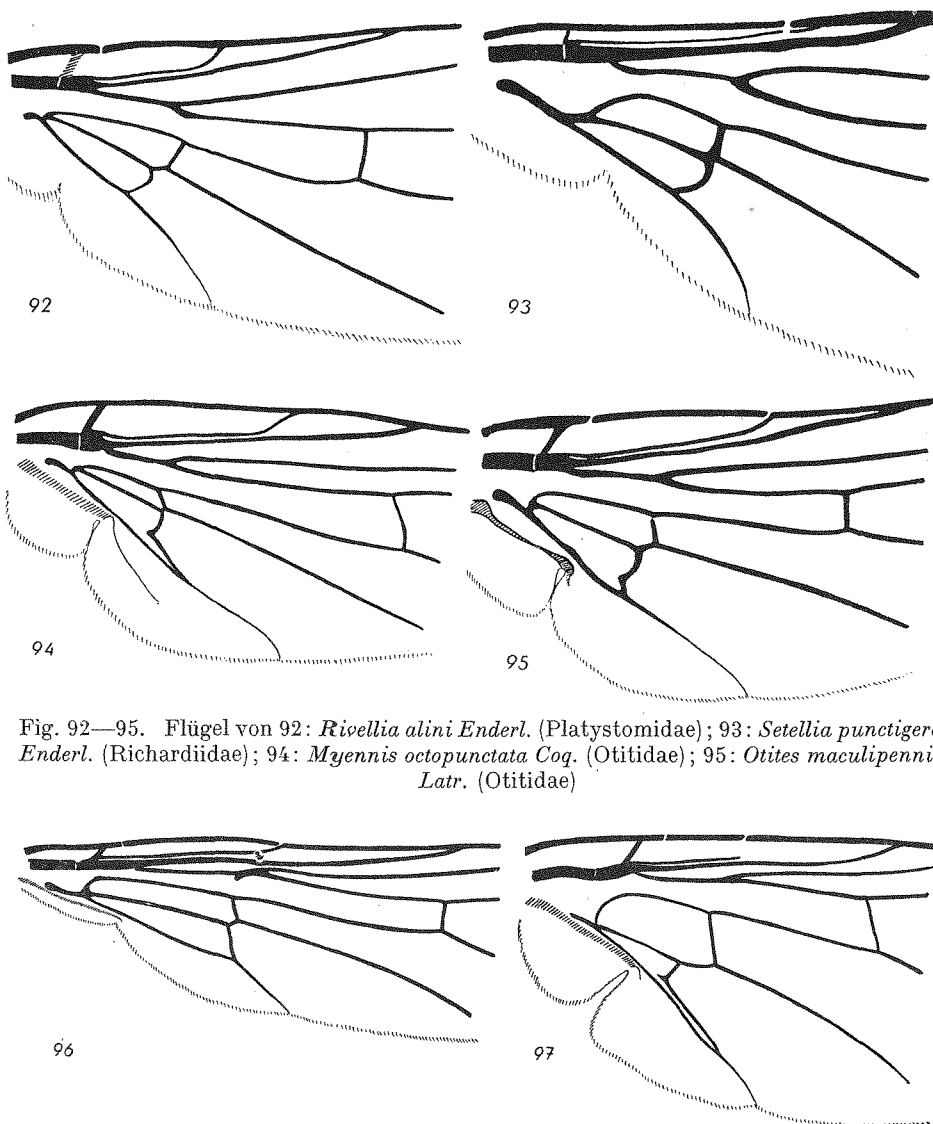 92
93
94
95
Fig. 92—95. Flügel von 92: Rivellia alini Enderl. (Platystomidae); 93: Setellia punctigera
Enderl. (Richardiidae); 94: Myennis octopunctata Coq. (Otitidae); 95: Otites maculipennis
Latr. (Otitidae)
96
97